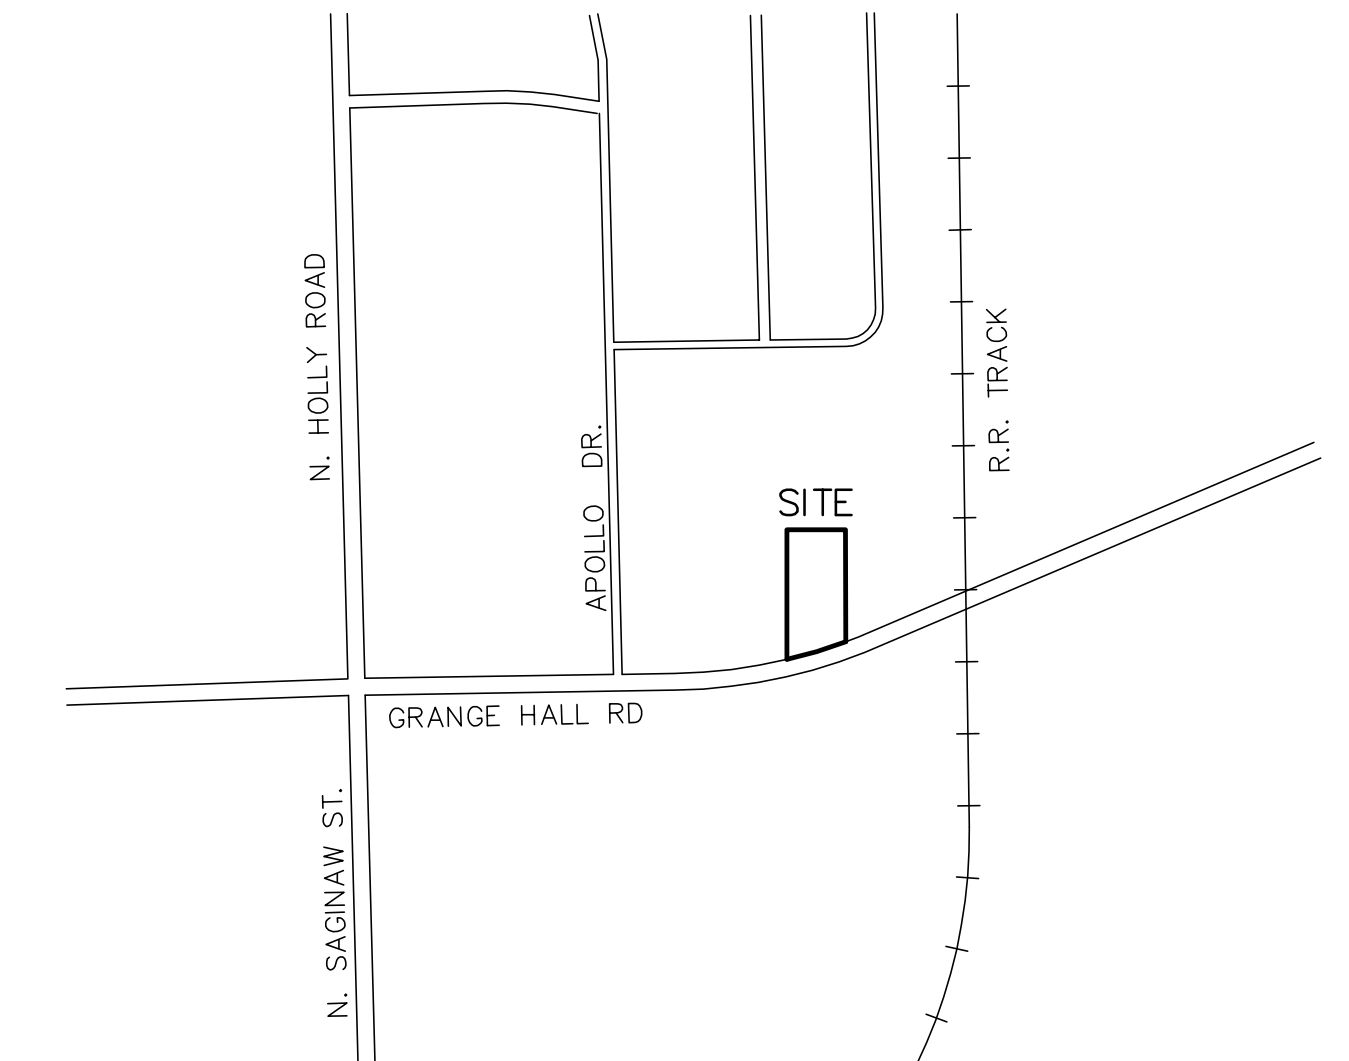 N. HOLLY ROAD
R.R. TRACK
APOLLO DR.
SITE
GRANGE HALL RD
N. SAGINAW ST.